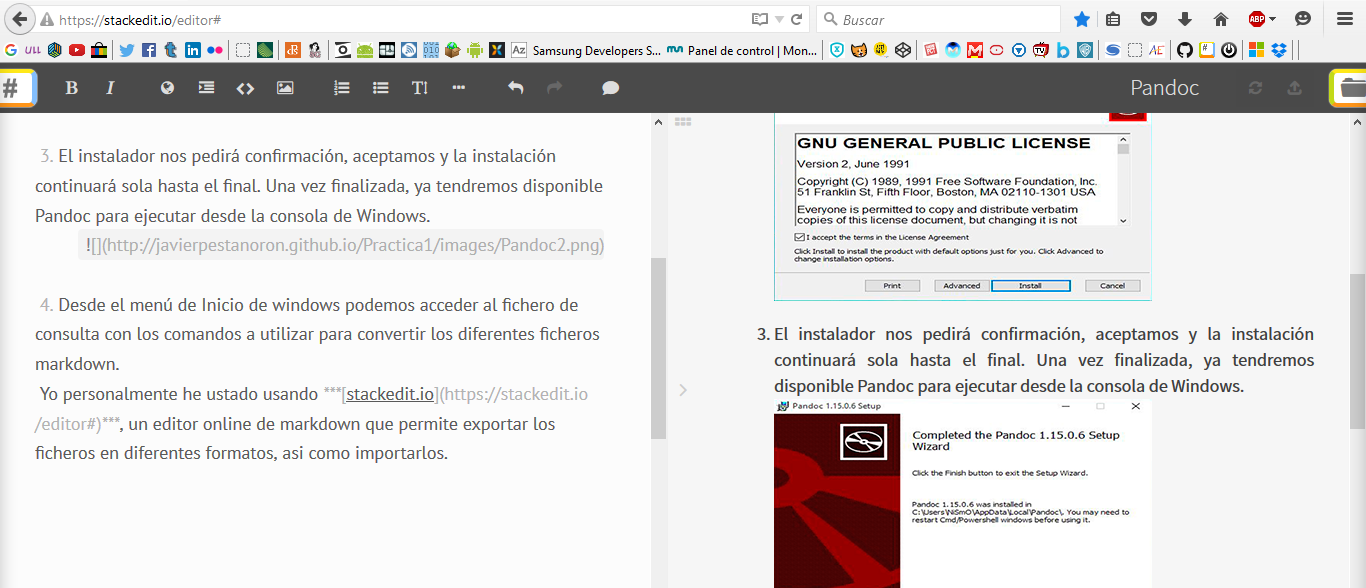 https://stackedit.io/editor#
Buscar
ABP
G ULL
Az Samsung Developers S... Panel de control | Mon...
# B I Pandoc
3. El instalador nos pedirá confirmación, aceptamos y la instalación
continuará sola hasta el final. Una vez finalizada, ya tendremos disponible
Pandoc para ejecutar desde la consola de Windows.
![](http://javierpestanoron.github.io/Practica1/images/Pandoc2.png)
4. Desde el menú de Inicio de windows podemos acceder al fichero de
consulta con los comandos a utilizar para convertir los diferentes ficheros
markdown.
Yo personalmente he ustado usando ***[stackedit.io](https://stackedit.io
/editor#)***, un editor online de markdown que permite exportar los
ficheros en diferentes formatos, asi como importarlos.
GNU GENERAL PUBLIC LICENSE
Version 2, June 1991
Copyright (C) 1989, 1991 Free Software Foundation, Inc.
51 Franklin St, Fifth Floor, Boston, MA 02110-1301 USA
Everyone is permitted to copy and distribute verbatim
copies of this license document, but changing it is not
I accept the terms in the License Agreement
Click Install to install the product with default options just for you. Click Advanced to
change installation options.
Print Advanced Install Cancel
3. El instalador nos pedirá confirmación, aceptamos y la instalación
continuará sola hasta el final. Una vez finalizada, ya tendremos
disponible Pandoc para ejecutar desde la consola de Windows.
Pandoc 1.15.0.6 Setup
Completed the Pandoc 1.15.0.6 Setup
Wizard
Click the Finish button to exit the Setup Wizard.
Pandoc 1.15.0.6 was installed in
C:\Users\NiSmO\AppData\Local\Pandoc\. You may need to
restart Cmd/Powershell windows before using it.